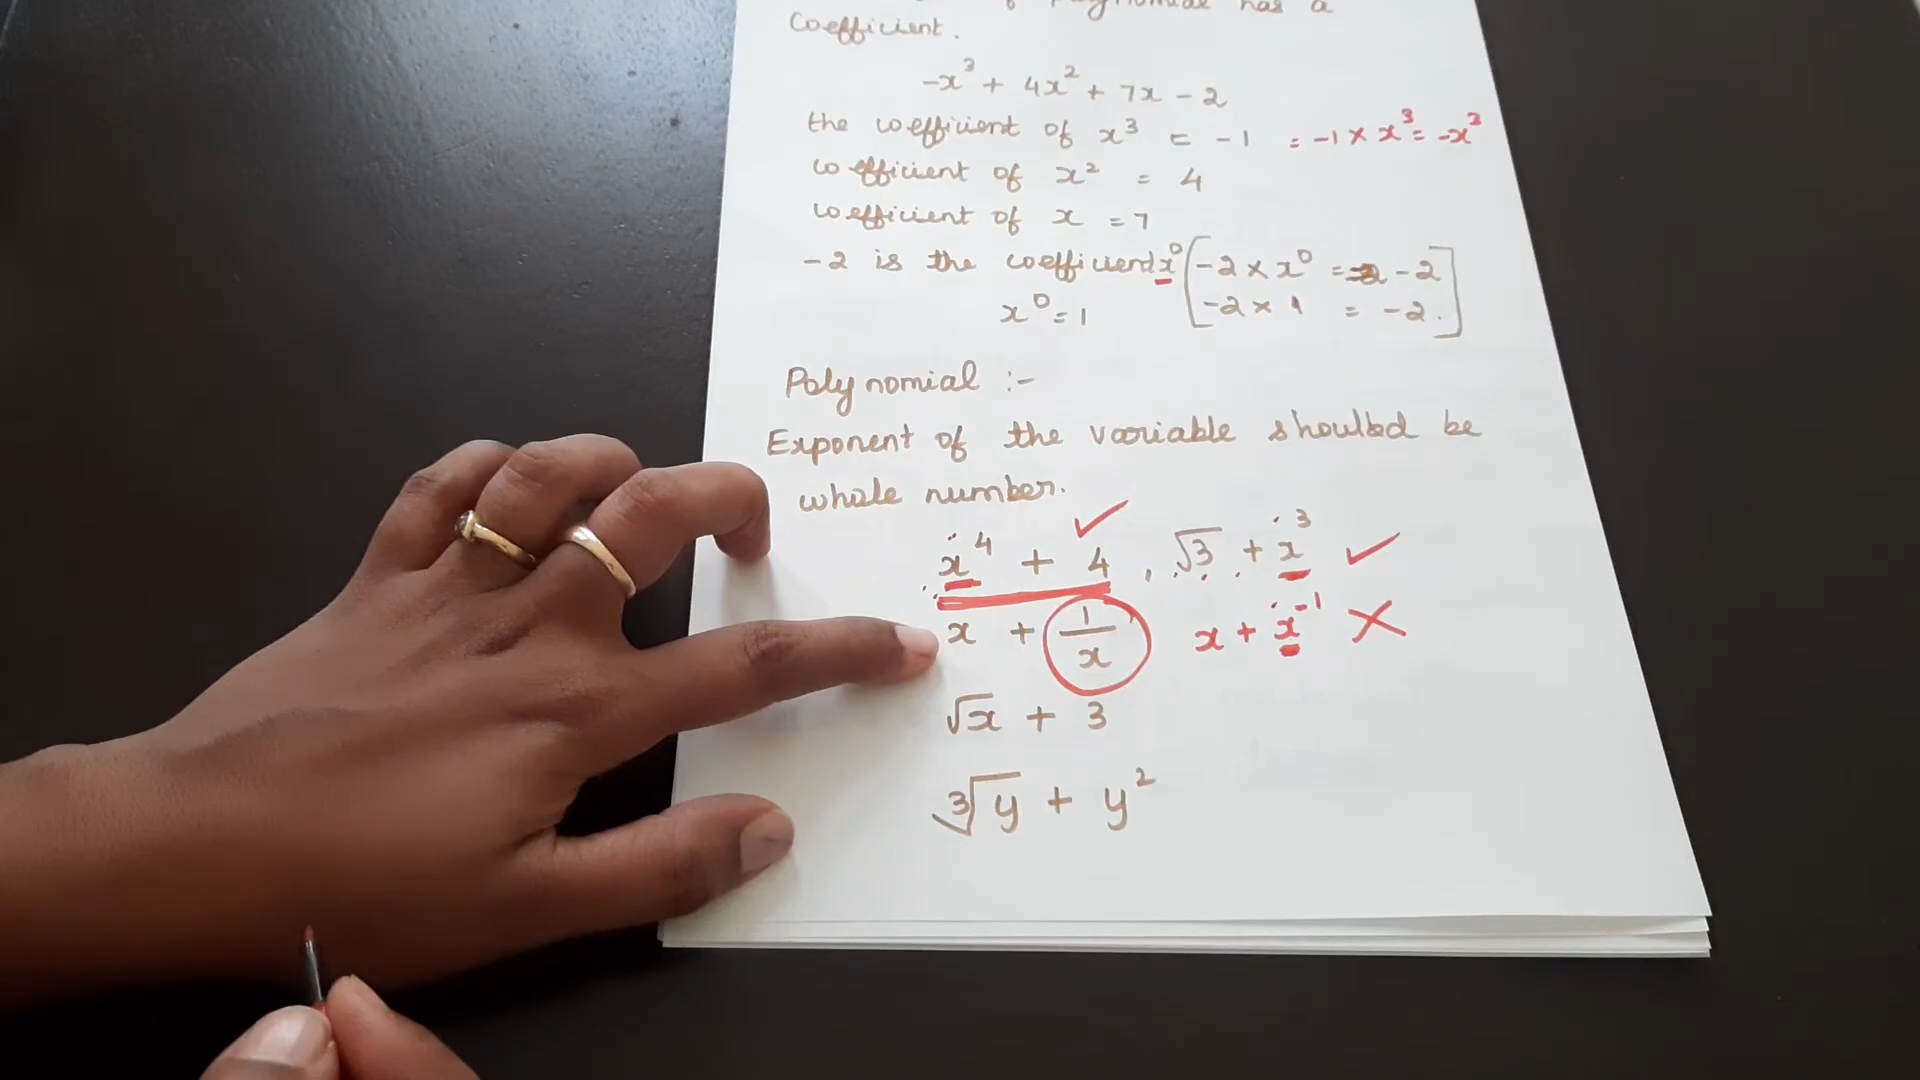 has a
coefficient.
-x³ + 4x² + 7x - 2
the coefficient of x³ = -1 = -1 × x³ = -x³
coefficient of x² = 4
coefficient of x = 7
-2 is the coefficient x⁰ [-2 × x⁰ = -2
x⁰ = 1 -2 × 1 = -2.]
Polynomial :-
Exponent of the variable should be
whole number.
x⁴ + 4 ✓, √3 + x³ ✓
x + 1/x x + x⁻¹ ✗
√x + 3
³√y + y²